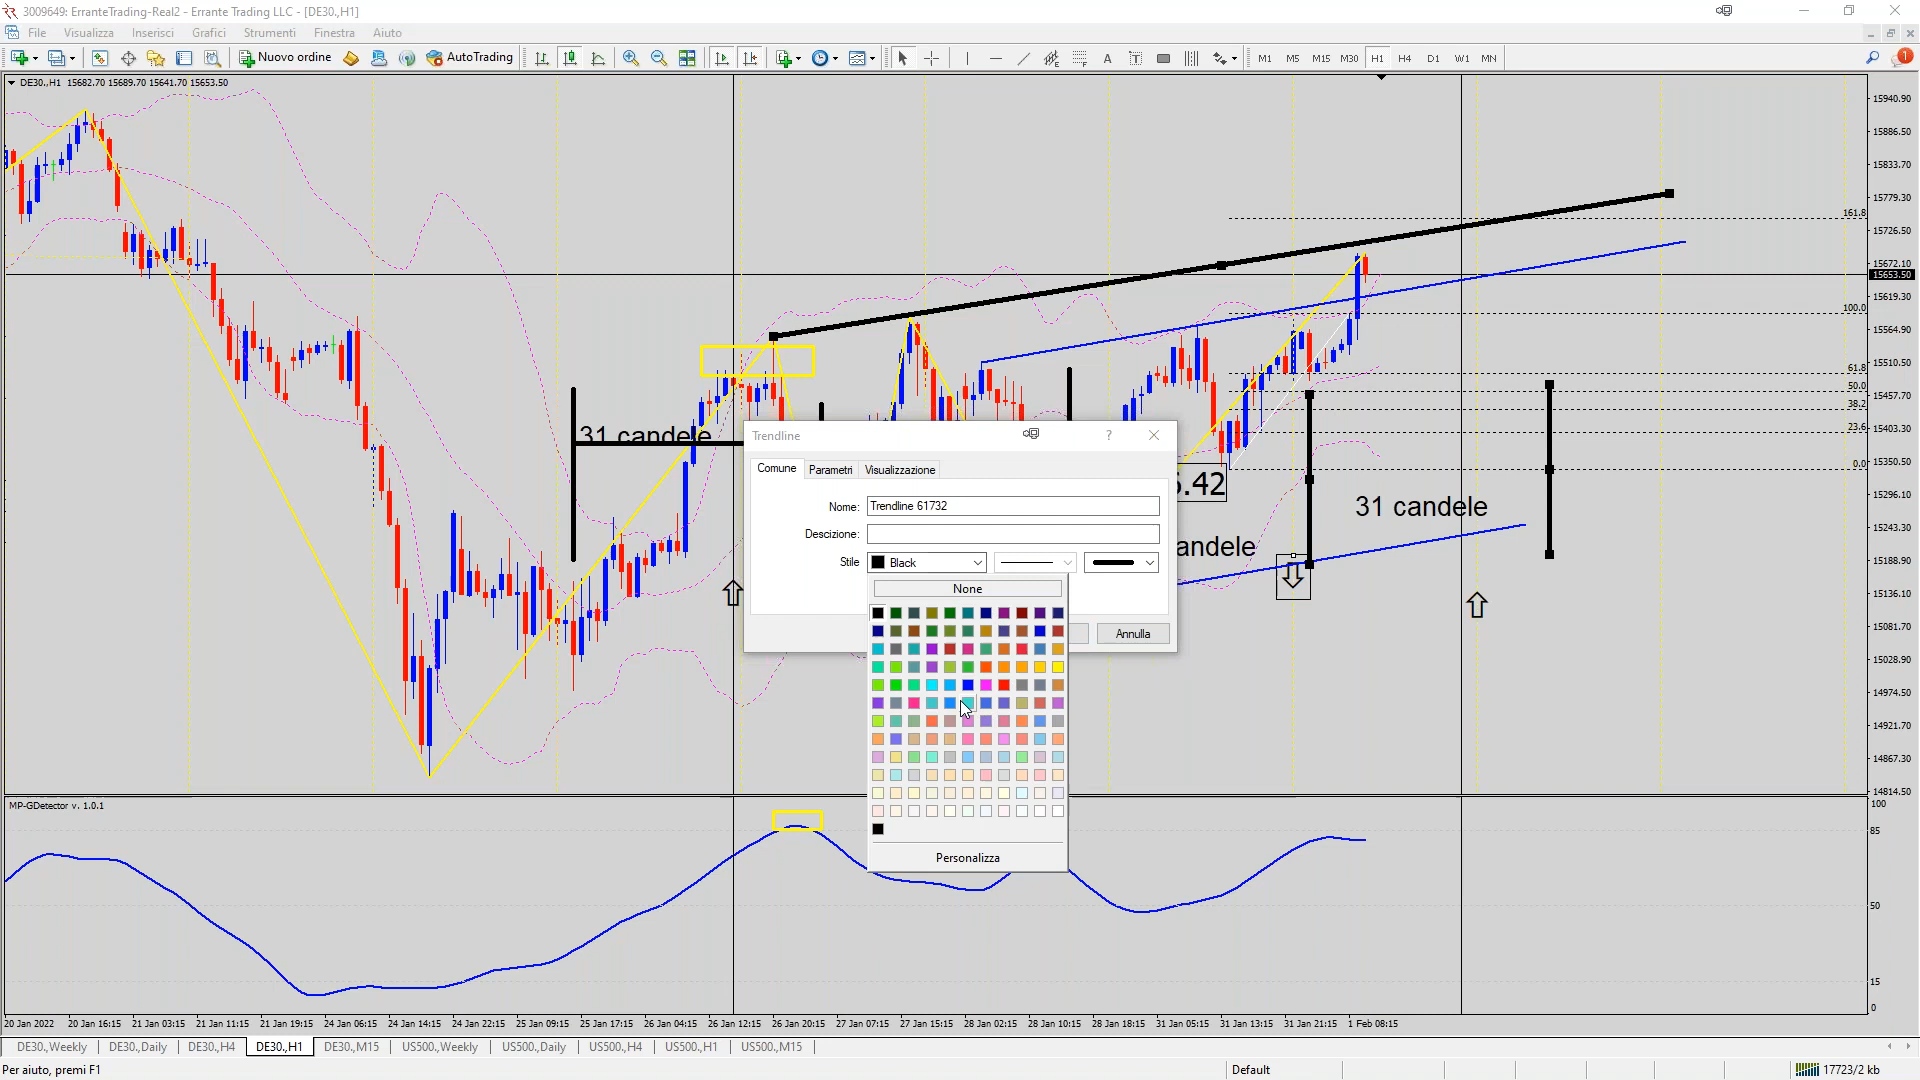 3009649: ErranteTrading-Real2 - Errante Trading LLC - [DE30.,H1]
File Visualizza Inserisci Grafici Strumenti Finestra Aiuto
Nuovo ordine AutoTrading A T M1 M5 M15 M30 H1 H4 D1 W1 MN 1
DE30.,H1 15682.70 15689.70 15641.70 15653.50
15940.90
15886.50
15833.70
15779.30
161.8
15726.50
15672.10
15653.50
15619.30
100.0
15564.90
15510.50
61.8
50.0
15457.70
38.2
15403.30
23.6
15350.50
0.0
15296.10
15243.30
15188.90
15136.10
15081.70
15028.90
14974.50
14921.70
14867.30
14814.50
31 candele
5.42
andele
31 candele
Trendline ?
Comune Parametri Visualizzazione
Nome: Trendline 61732
Descizione:
Stile Black
None
Annulla
Personalizza
MP-GDetector v. 1.0.1
100
85
50
15
0
20 Jan 2022 20 Jan 16:15 21 Jan 03:15 21 Jan 11:15 21 Jan 19:15 24 Jan 06:15 24 Jan 14:15 24 Jan 22:15 25 Jan 09:15 25 Jan 17:15 26 Jan 04:15 26 Jan 12:15 26 Jan 20:15 27 Jan 07:15 27 Jan 15:15 28 Jan 02:15 28 Jan 10:15 28 Jan 18:15 31 Jan 05:15 31 Jan 13:15 31 Jan 21:15 1 Feb 08:15
DE30.,Weekly DE30.,Daily DE30.,H4 DE30.,H1 DE30.,M15 US500.,Weekly US500.,Daily US500.,H4 US500.,H1 US500.,M15
Per aiuto, premi F1 Default 17723/2 kb